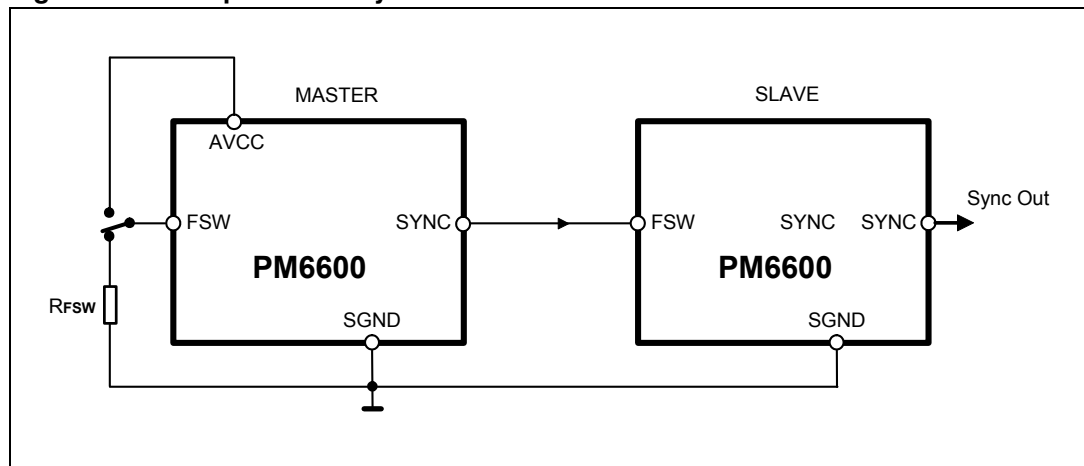 MASTER
SLAVE
AVCC
FSW
SYNC
FSW
SYNC
SYNC
Sync Out
PM6600
PM6600
RFSW
SGND
SGND